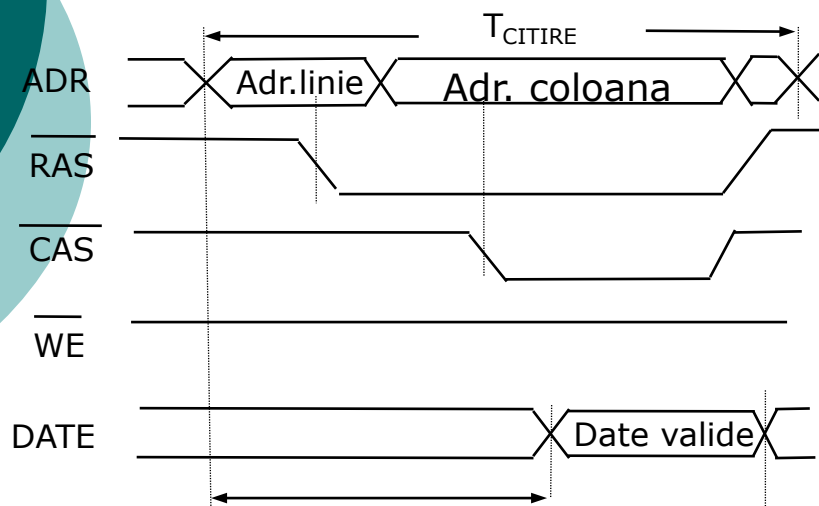 T_CITIRE
ADR Adr.linie Adr. coloana
RAS
CAS
WE
DATE Date valide